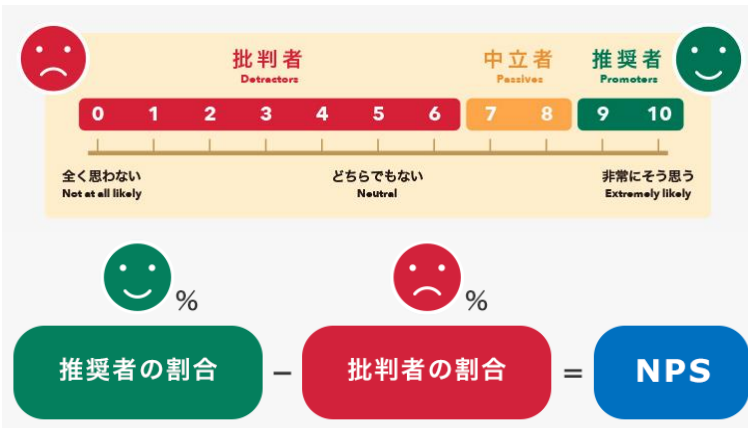 批判者
Detractors
中立者
Passives
推奨者
Promoters
0 1 2 3 4 5 6 7 8 9 10
全く思わない
Not at all likely
どちらでもない
Neutral
非常にそう思う
Extremely likely
% %
推奨者の割合 − 批判者の割合 = NPS